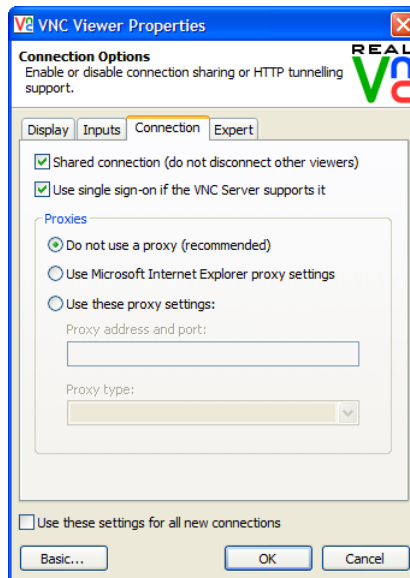 VNC Viewer Properties
Connection Options
Enable or disable connection sharing or HTTP tunnelling
support.
REAL
VNC
Display Inputs Connection Expert
Shared connection (do not disconnect other viewers)
Use single sign-on if the VNC Server supports it
Proxies
Do not use a proxy (recommended)
Use Microsoft Internet Explorer proxy settings
Use these proxy settings:
Proxy address and port:
Proxy type:
Use these settings for all new connections
Basic... OK Cancel